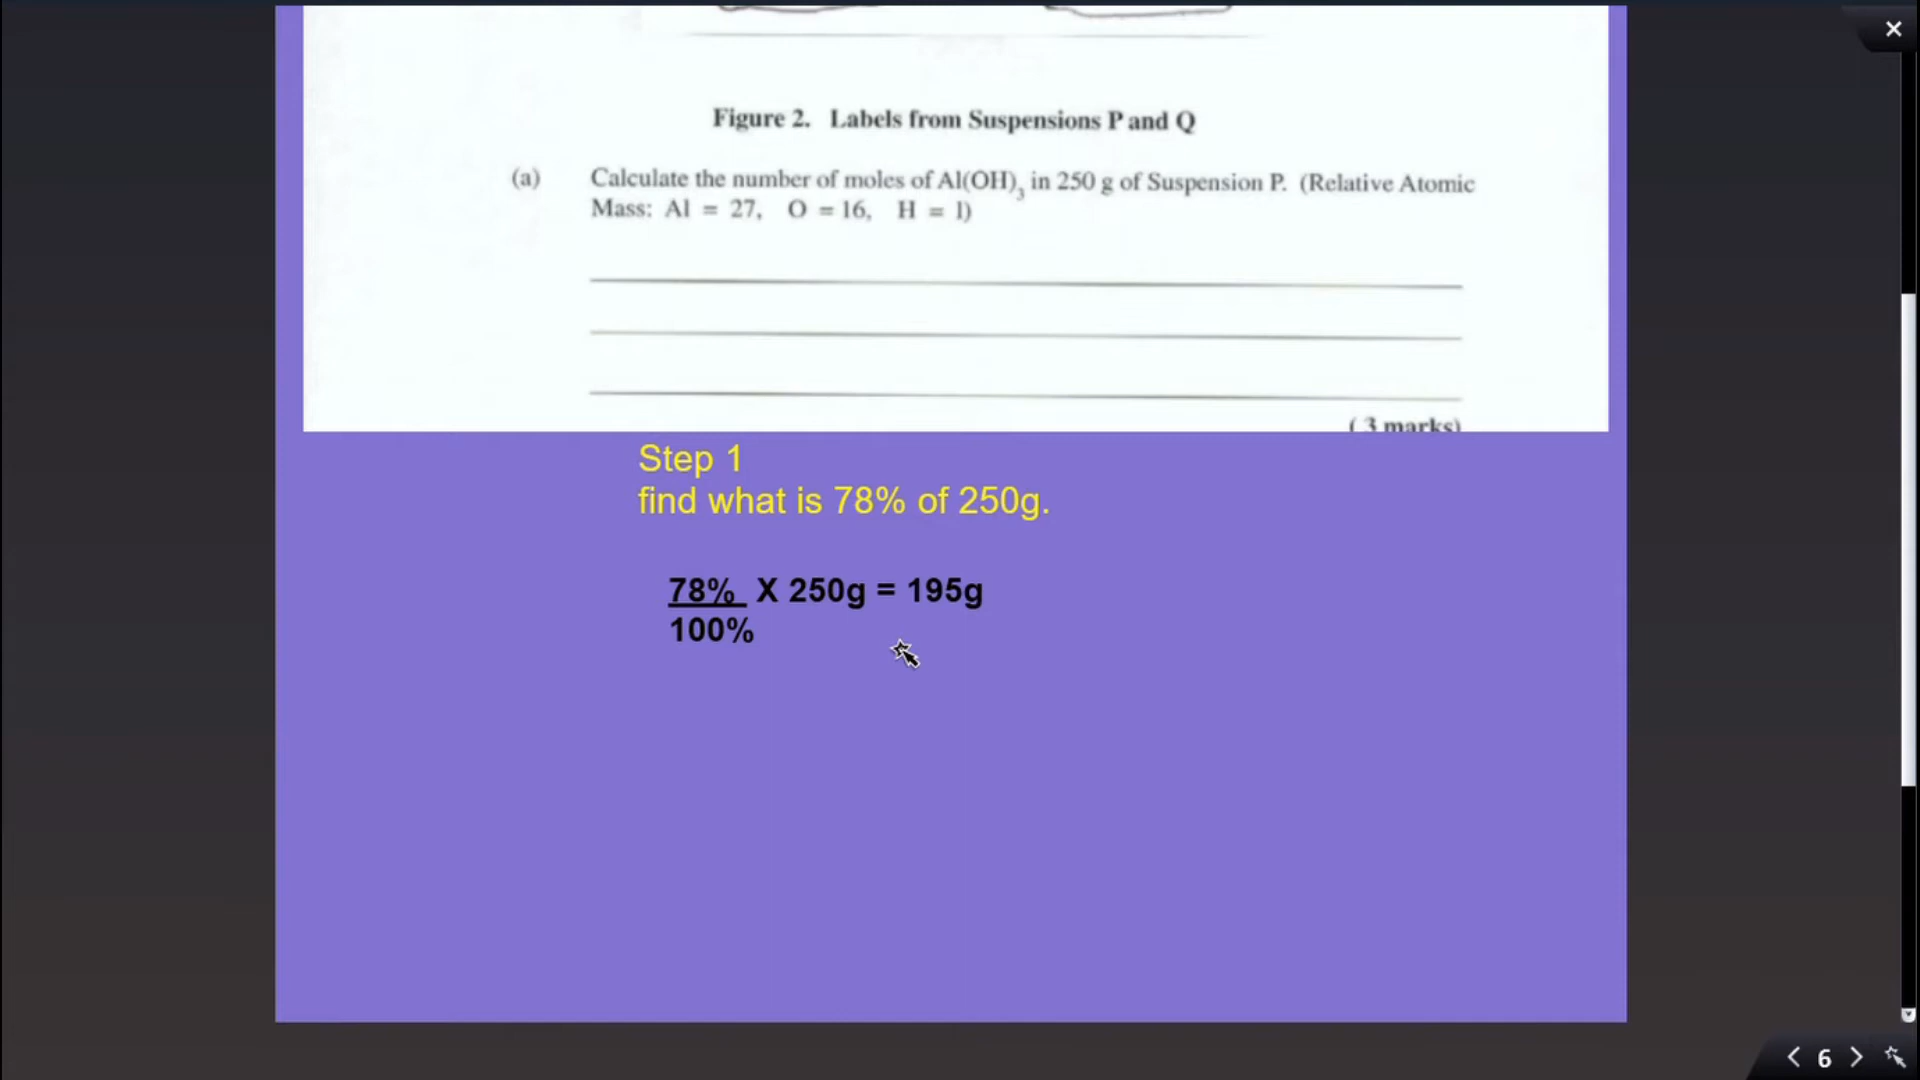 Figure 2. Labels from Suspensions P and Q
(a) Calculate the number of moles of Al(OH)₃ in 250 g of Suspension P. (Relative Atomic
Mass: Al = 27, O = 16, H = 1)
( 3 marks)
Step 1
find what is 78% of 250g.
78% X 250g = 195g
100%
6